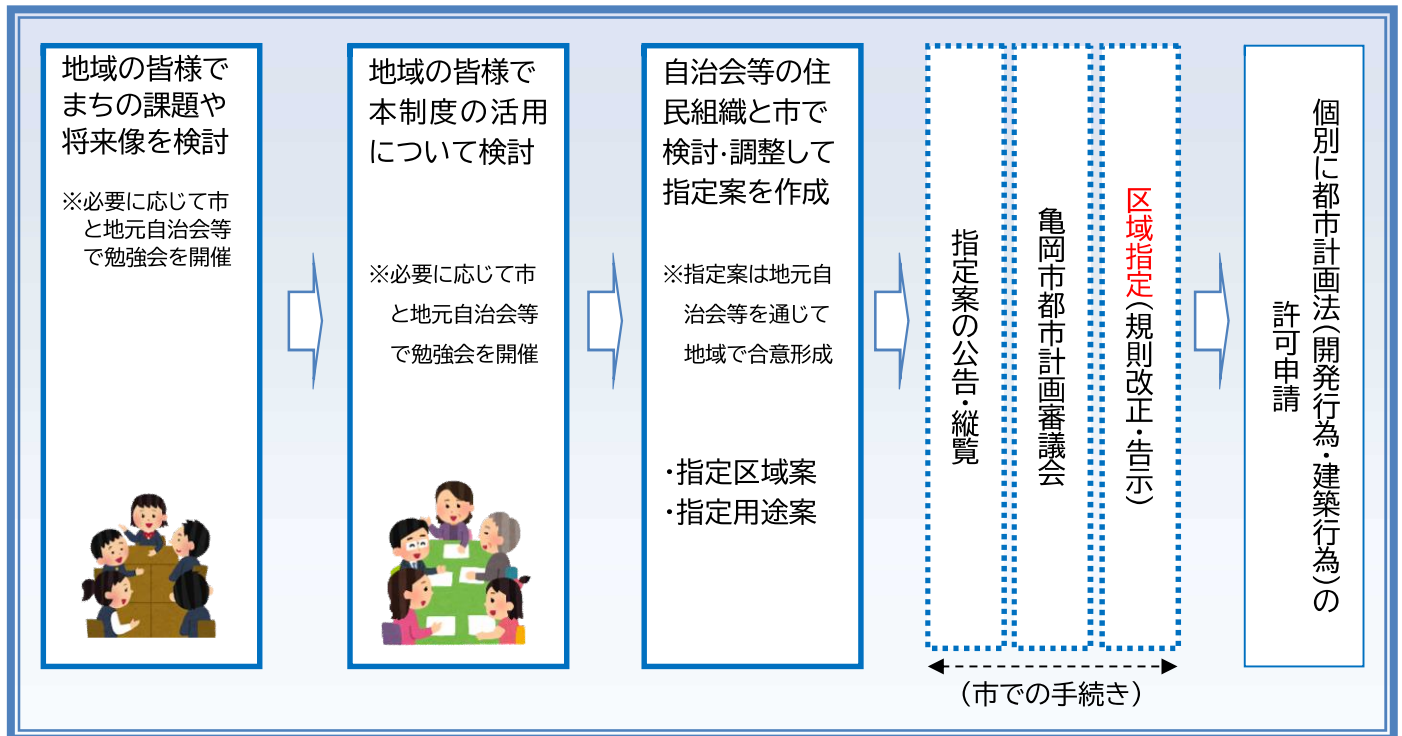 地域の皆様で
まちの課題や
将来像を検討
※必要に応じて市
と地元自治会等
で勉強会を開催
地域の皆様で
本制度の活用
について検討
※必要に応じて市
と地元自治会等
で勉強会を開催
自治会等の住
民組織と市で
検討・調整して
指定案を作成
※指定案は地元自
治会等を通じて
地域で合意形成
・指定区域案
・指定用途案
指定案の公告・縦覧
亀岡市都市計画審議会
区域指定(規則改正・告示)
(市での手続き)
個別に都市計画法(開発行為・建築行為)の
許可申請